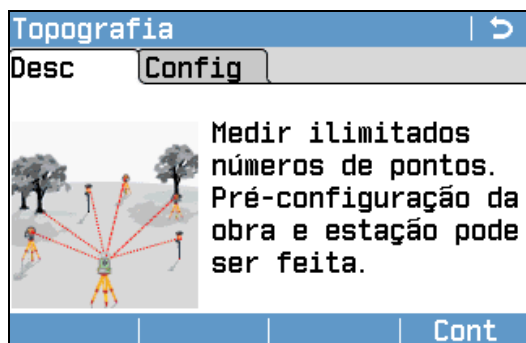 Topografia
Desc Config
Medir ilimitados
números de pontos.
Pré-configuração da
obra e estação pode
ser feita.
Cont